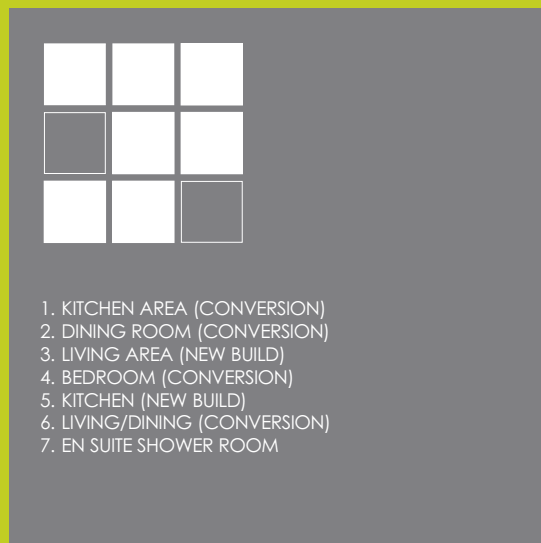 1. KITCHEN AREA (CONVERSION)
2. DINING ROOM (CONVERSION)
3. LIVING AREA (NEW BUILD)
4. BEDROOM (CONVERSION)
5. KITCHEN (NEW BUILD)
6. LIVING/DINING (CONVERSION)
7. EN SUITE SHOWER ROOM